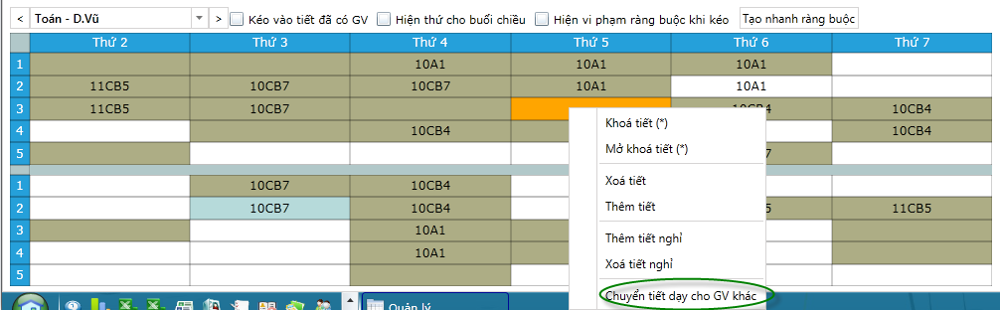 < Toán - D.Vũ > Kéo vào tiết đã có GV Hiện thứ cho buổi chiều Hiện vi phạm ràng buộc khi kéo Tạo nhanh ràng buộc
Thứ 2 Thứ 3 Thứ 4 Thứ 5 Thứ 6 Thứ 7
1 10A1 10A1 10A1
2 11CB5 10CB7 10CB7 10A1 10A1
3 11CB5 10CB7 10CB4 10CB4
4 10CB4 10CB4
5 7
1 10CB7 10CB4
2 10CB7 10CB4 5 11CB5
3 10A1
4 10A1
5
Khoá tiết (*)
Mở khoá tiết (*)
Xoá tiết
Thêm tiết
Thêm tiết nghỉ
Xoá tiết nghỉ
Chuyển tiết dạy cho GV khác
Quản lý